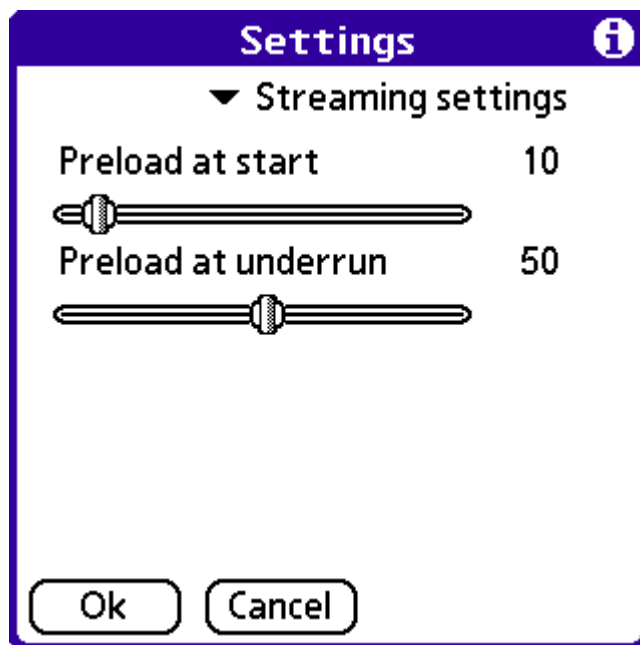 Settings
Streaming settings
Preload at start 10
Preload at underrun 50
Ok Cancel